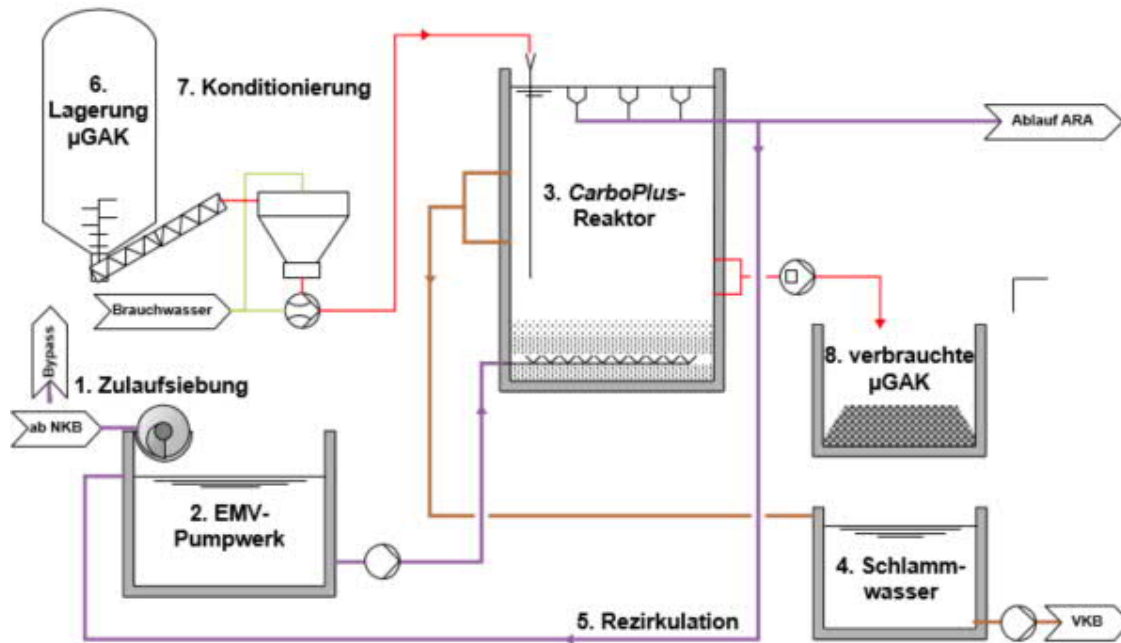 6.
Lagerung
µGAK
7. Konditionierung
Ablauf ARA
3. CarboPlus-
Reaktor
Brauchwasser
Bypass
1. Zulaufsiebung
ab NKB
8. verbrauchte
µGAK
2. EMV-
Pumpwerk
4. Schlamm-
wasser
5. Rezirkulation
VKB